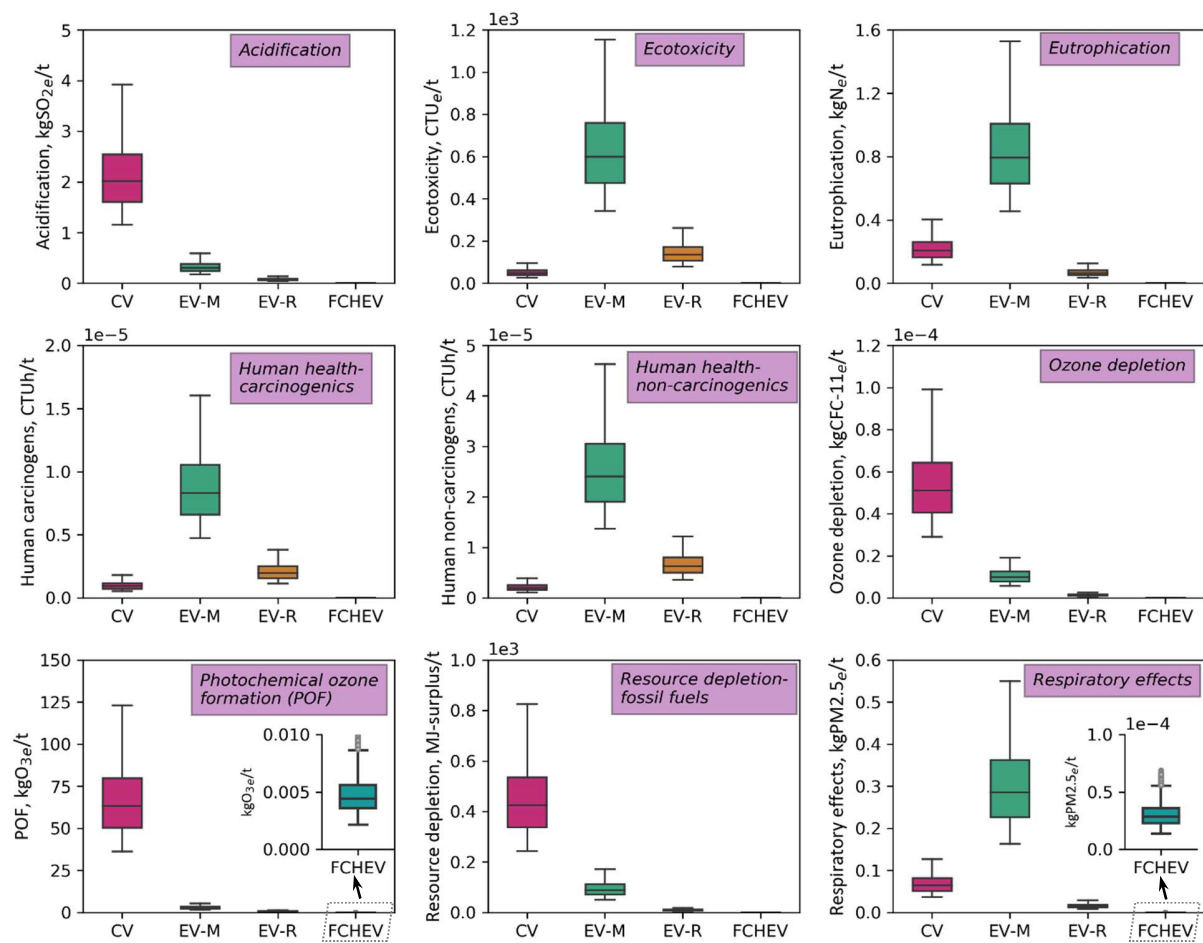 Acidification
Acidification, kgSO2e/t
5
4
3
2
1
0
CV EV-M EV-R FCHEV
1e3
Ecotoxicity
Ecotoxicity, CTUe/t
1.2
1.0
0.8
0.6
0.4
0.2
0.0
CV EV-M EV-R FCHEV
Eutrophication
Eutrophication, kgNe/t
1.6
1.2
0.8
0.4
0.0
CV EV-M EV-R FCHEV
1e−5
Human health-
carcinogenics
Human carcinogens, CTUh/t
2.0
1.5
1.0
0.5
0.0
CV EV-M EV-R FCHEV
1e−5
Human health-
non-carcinogenics
Human non-carcinogens, CTUh/t
5
4
3
2
1
0
CV EV-M EV-R FCHEV
1e−4
Ozone depletion
Ozone depletion, kgCFC-11e/t
1.2
1.0
0.8
0.6
0.4
0.2
0.0
CV EV-M EV-R FCHEV
Photochemical ozone
formation (POF)
POF, kgO3e/t
150
125
100
75
50
25
0
CV EV-M EV-R FCHEV
kgO3e/t
0.010
0.005
0.000
FCHEV
1e3
Resource depletion-
fossil fuels
Resource depletion, MJ-surplus/t
1.0
0.8
0.6
0.4
0.2
0.0
CV EV-M EV-R FCHEV
Respiratory effects
Respiratory effects, kgPM2.5e/t
0.6
0.5
0.4
0.3
0.2
0.1
0.0
CV EV-M EV-R FCHEV
1e−4
kgPM2.5e/t
1.0
0.5
0.0
FCHEV